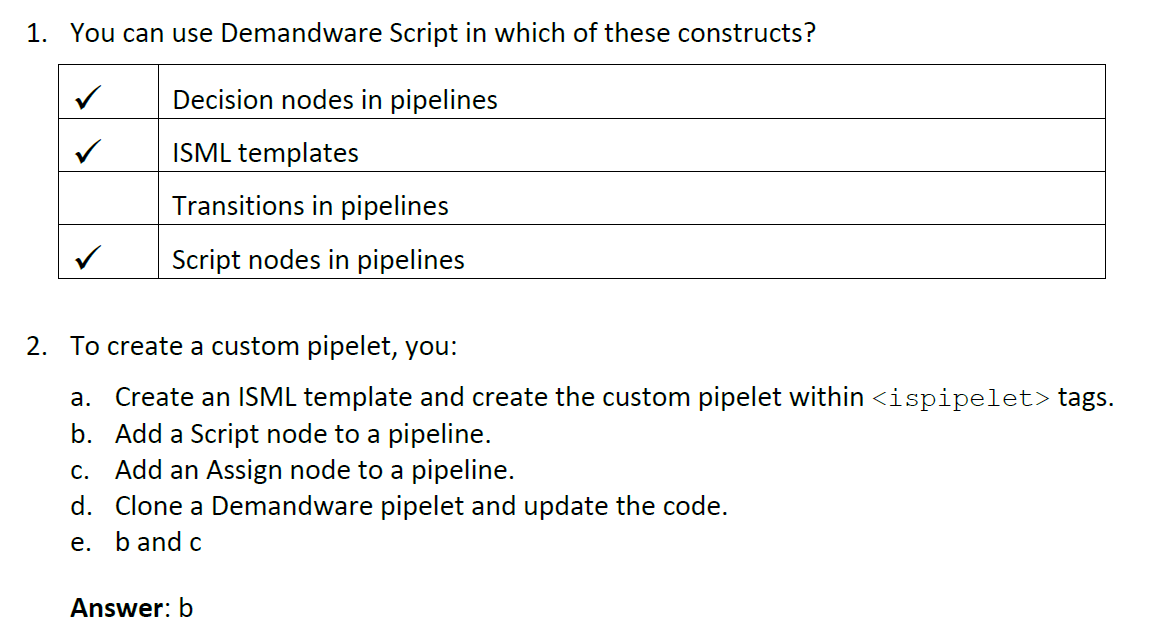 1. You can use Demandware Script in which of these constructs?
✓ Decision nodes in pipelines
✓ ISML templates
Transitions in pipelines
✓ Script nodes in pipelines
2. To create a custom pipelet, you:
a. Create an ISML template and create the custom pipelet within <ispipelet> tags.
b. Add a Script node to a pipeline.
c. Add an Assign node to a pipeline.
d. Clone a Demandware pipelet and update the code.
e. b and c
Answer: b